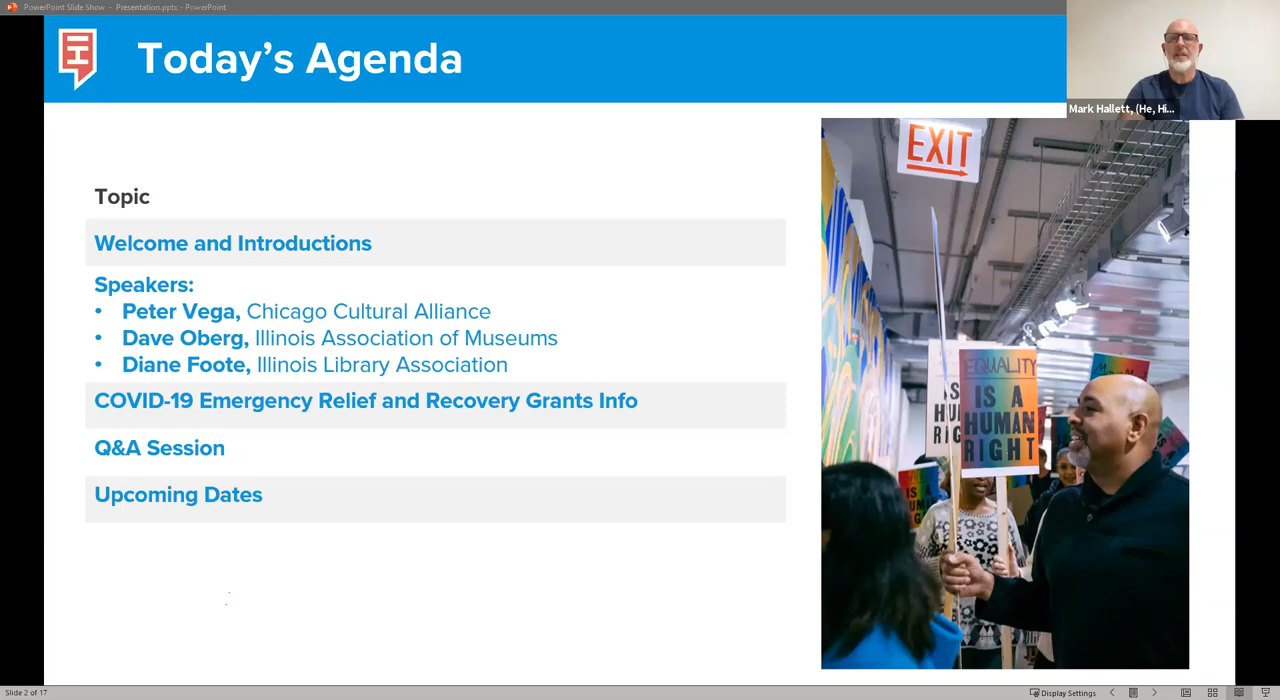 PowerPoint Slide Show - Presentation.pptx - PowerPoint
Today's Agenda
Mark Hallett, (He, Hi...
Topic
Welcome and Introductions
Speakers:
• Peter Vega, Chicago Cultural Alliance
• Dave Oberg, Illinois Association of Museums
• Diane Foote, Illinois Library Association
COVID-19 Emergency Relief and Recovery Grants Info
Q&A Session
Upcoming Dates
EXIT
EQUALITY
IS A
HUMAN
RIGHT
Slide 2 of 17
Display Settings